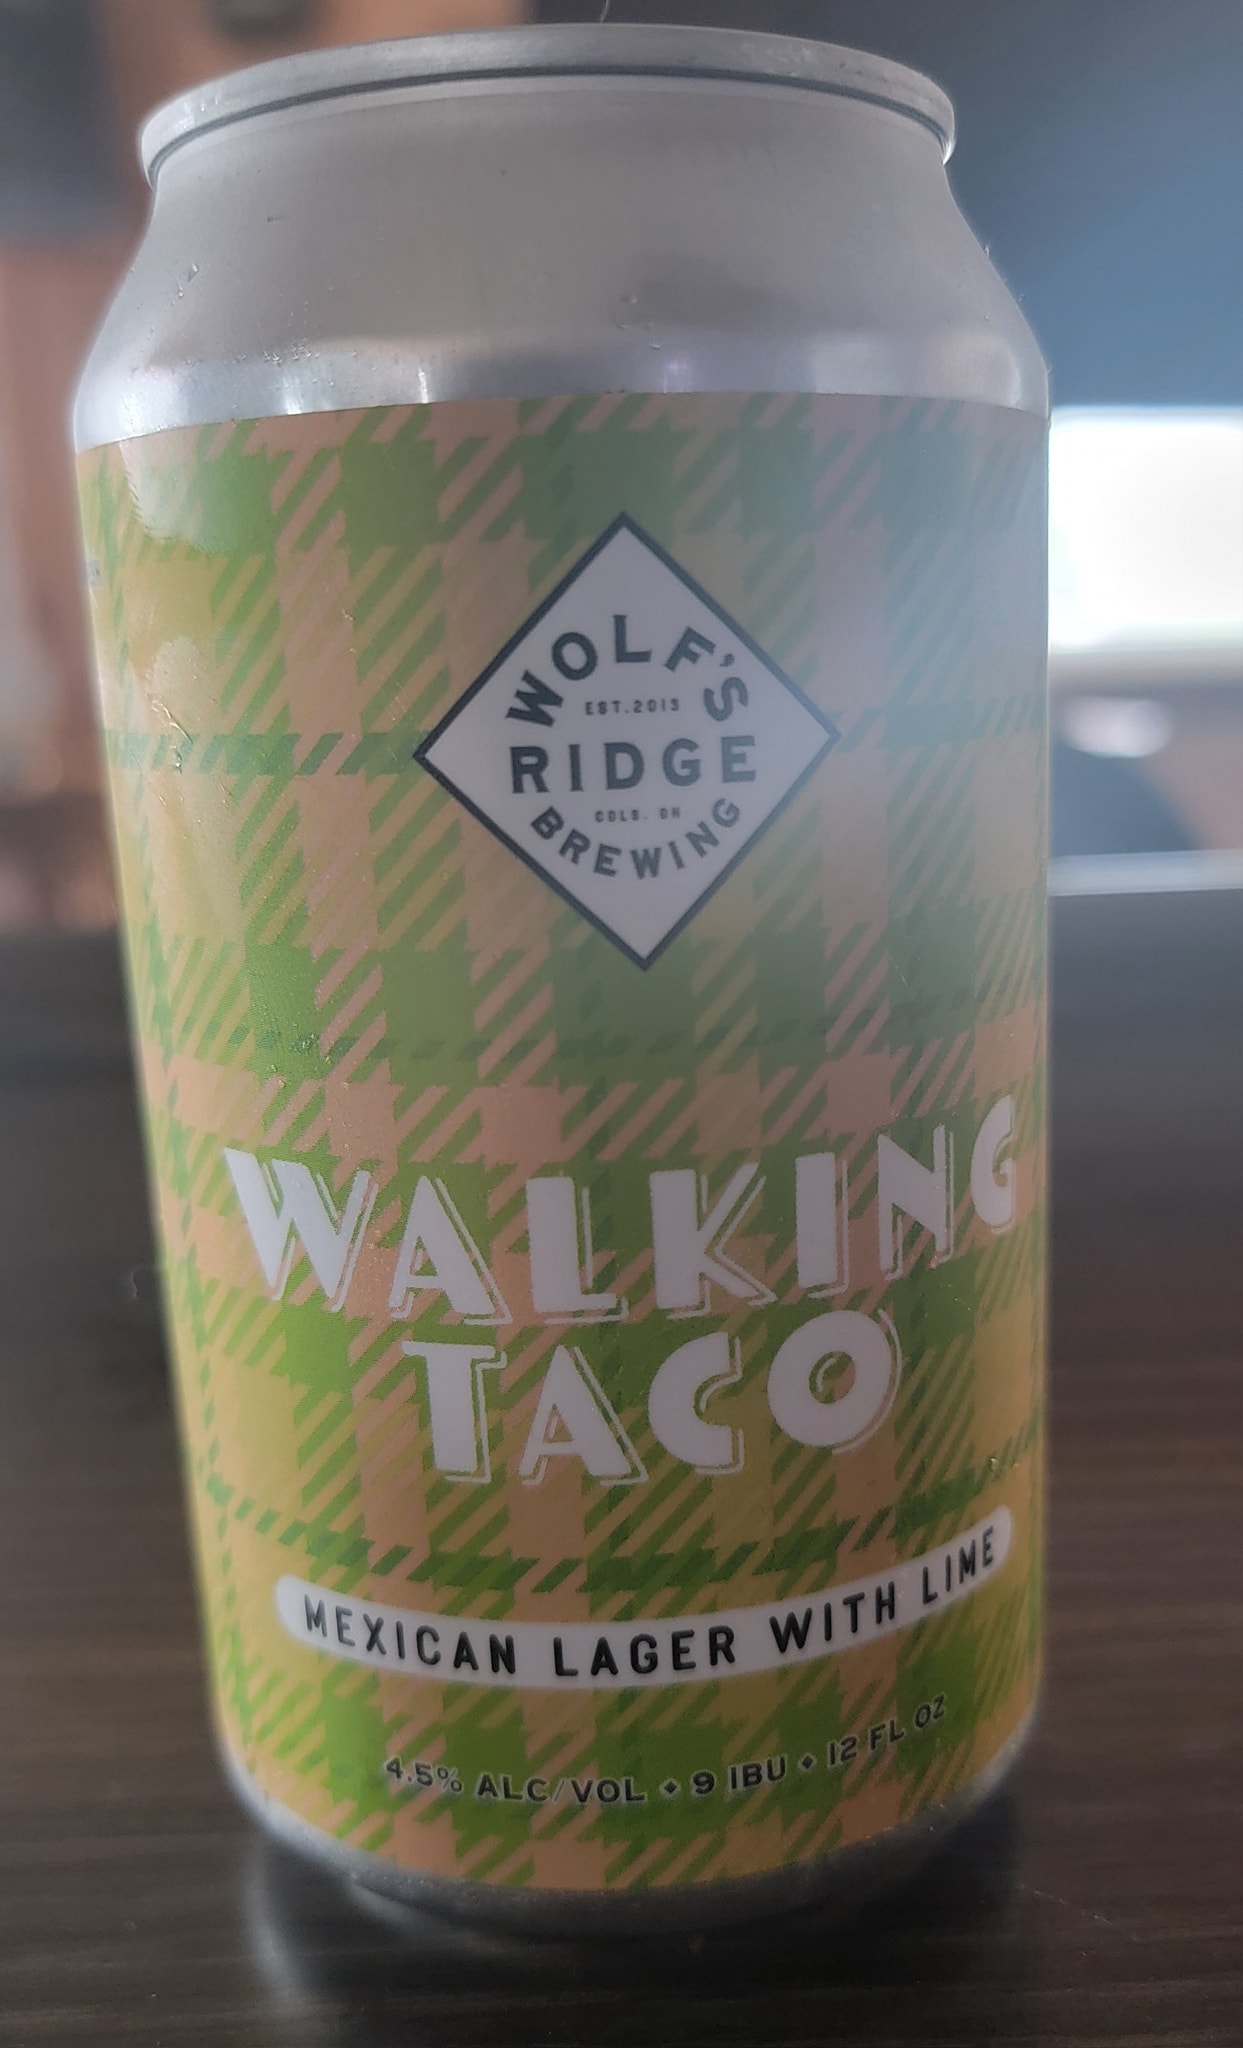 WOLF'S
EST.2013
RIDGE
COLS. OH
BREWING
WALKING
TACO
MEXICAN LAGER WITH LIME
4.5% ALC/VOL • 9 IBU • 12 FL OZ